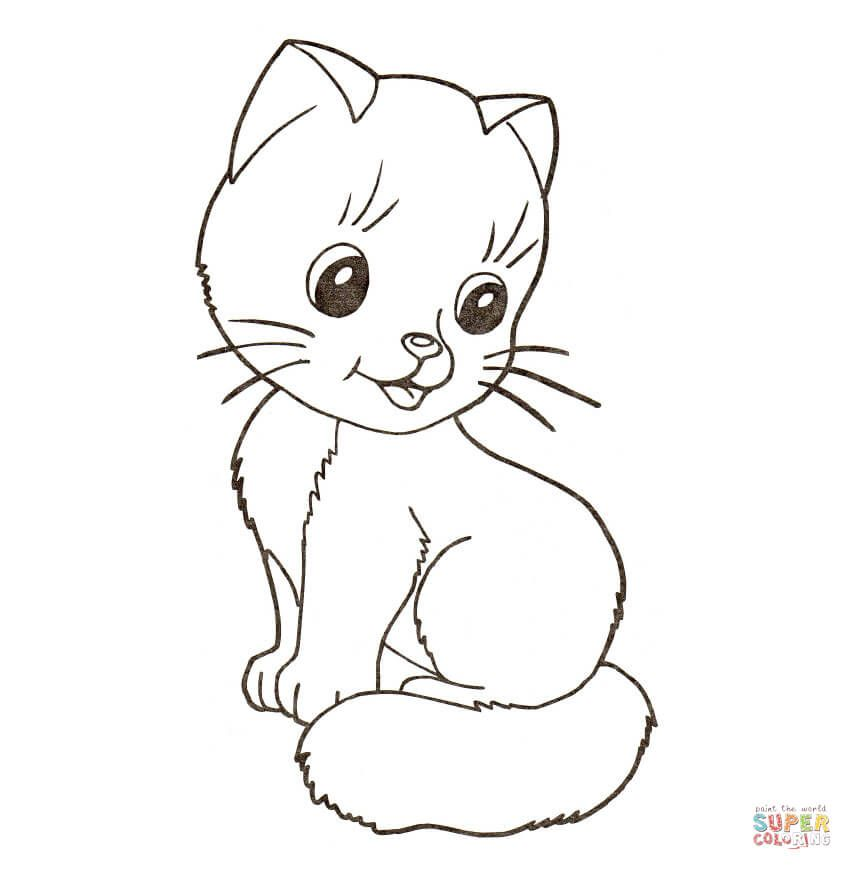 paint the world
SUPER
COLORING